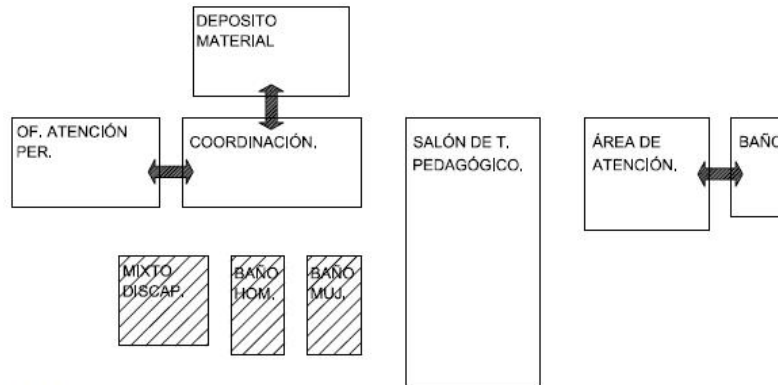 DEPOSITO
MATERIAL
OF. ATENCIÓN
PER.
COORDINACIÓN.
SALÓN DE T.
PEDAGÓGICO.
ÁREA DE
ATENCIÓN.
BAÑO
MIXTO
DISCAP.
BAÑO
HOM.
BAÑO
MUJ.